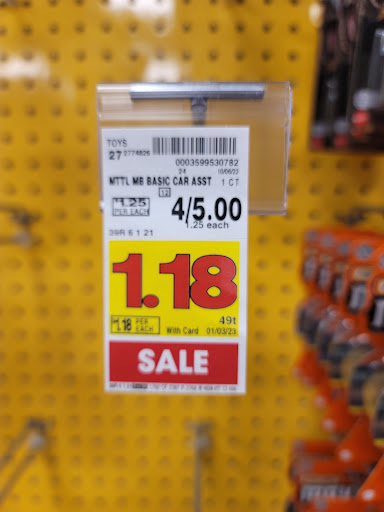 TOYS
27 0774626
0003599530782
24 10/06/22
MTTL MB BASIC CAR ASST 1 CT
12
$1.25
PER EACH
4/5.00
1.25 each
39R 6 1 21
1.18
49t
1.18 PER EACH
With Card 01/03/23
SALE